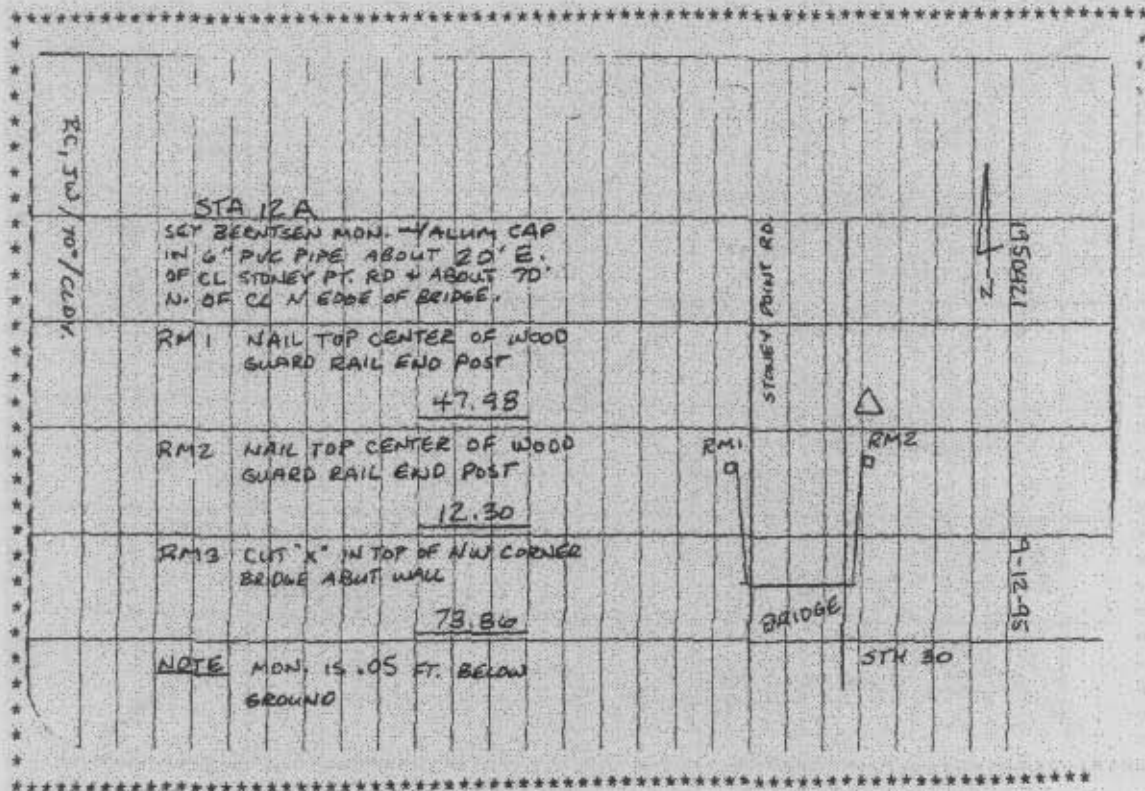 RC, JW / 70° / CLDY.
STA 12A
SET BERNTSEN MON. W/ALUM CAP
IN 6" PVC PIPE ABOUT 20' E.
OF CL STONEY PT. RD & ABOUT 70'
N. OF CL N EDGE OF BRIDGE.
RM 1 NAIL TOP CENTER OF WOOD
GUARD RAIL END POST
47.98
RM2 NAIL TOP CENTER OF WOOD
GUARD RAIL END POST
12.30
RM3 CUT "X" IN TOP OF NW CORNER
BRIDGE ABUT WALL
73.86
NOTE MON. IS .05 FT. BELOW
GROUND
STONEY POINT RD.
RM1
RM2
BRIDGE
STH 30
N
1950921
9-12-95